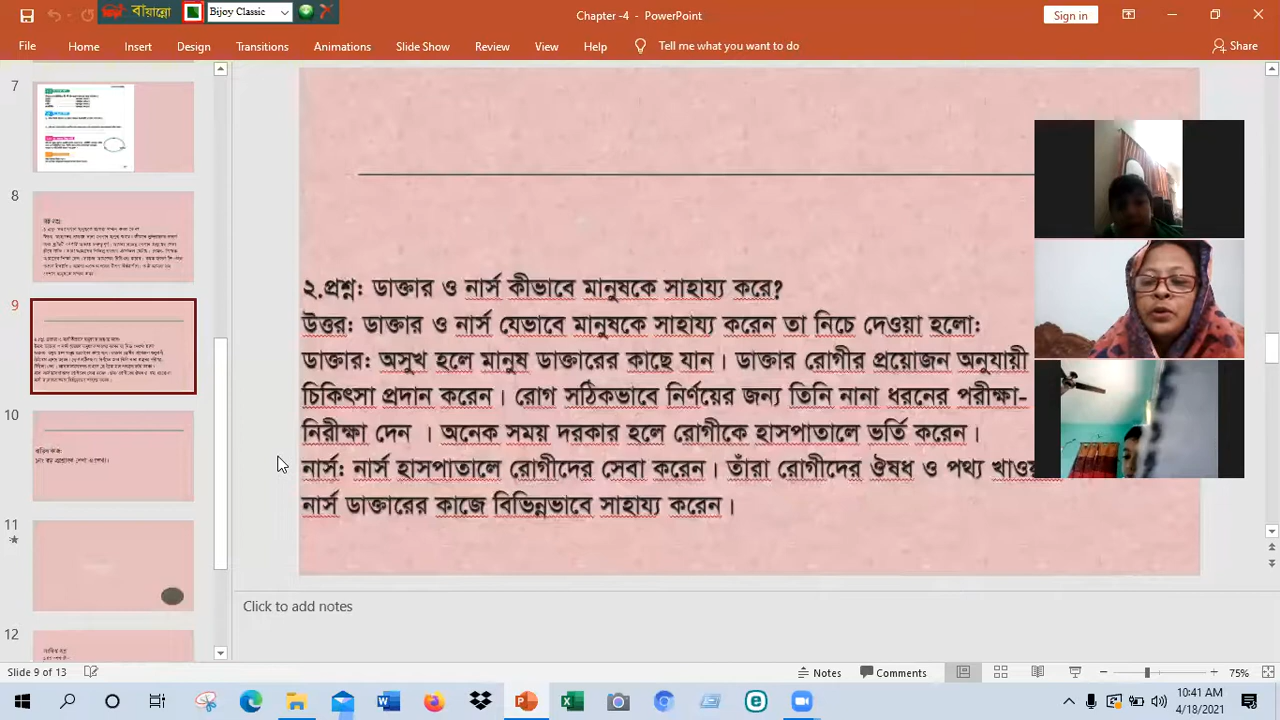 বায়ান্নো
Bijoy Classic
Chapter -4 - PowerPoint
Sign in
File Home Insert Design Transitions Animations Slide Show Review View Help Tell me what you want to do Share
7
8
9
10
11
12
২.প্রশ্ন: ডাক্তার ও নার্স কীভাবে মানুষকে সাহায্য করে?
উত্তর: ডাক্তার ও নার্স যেভাবে মানুষকে সাহায্য করেন তা নিচে দেওয়া হলো:
ডাক্তার: অসুখ হলে মানুষ ডাক্তারের কাছে যান। ডাক্তার রোগীর প্রয়োজন অনুযায়ী
চিকিৎসা প্রদান করেন। রোগ সঠিকভাবে নির্ণয়ের জন্য তিনি নানা ধরনের পরীক্ষা-
নিরীক্ষা দেন । অনেক সময় দরকার হলে রোগীকে হাসপাতালে ভর্তি করেন।
নার্স: নার্স হাসপাতালে রোগীদের সেবা করেন। তাঁরা রোগীদের ঔষধ ও পথ্য
নার্স ডাক্তারের কাজে বিভিন্নভাবে সাহায্য করেন।
Click to add notes
Slide 9 of 13 Notes Comments 75%
10:41 AM
4/18/2021